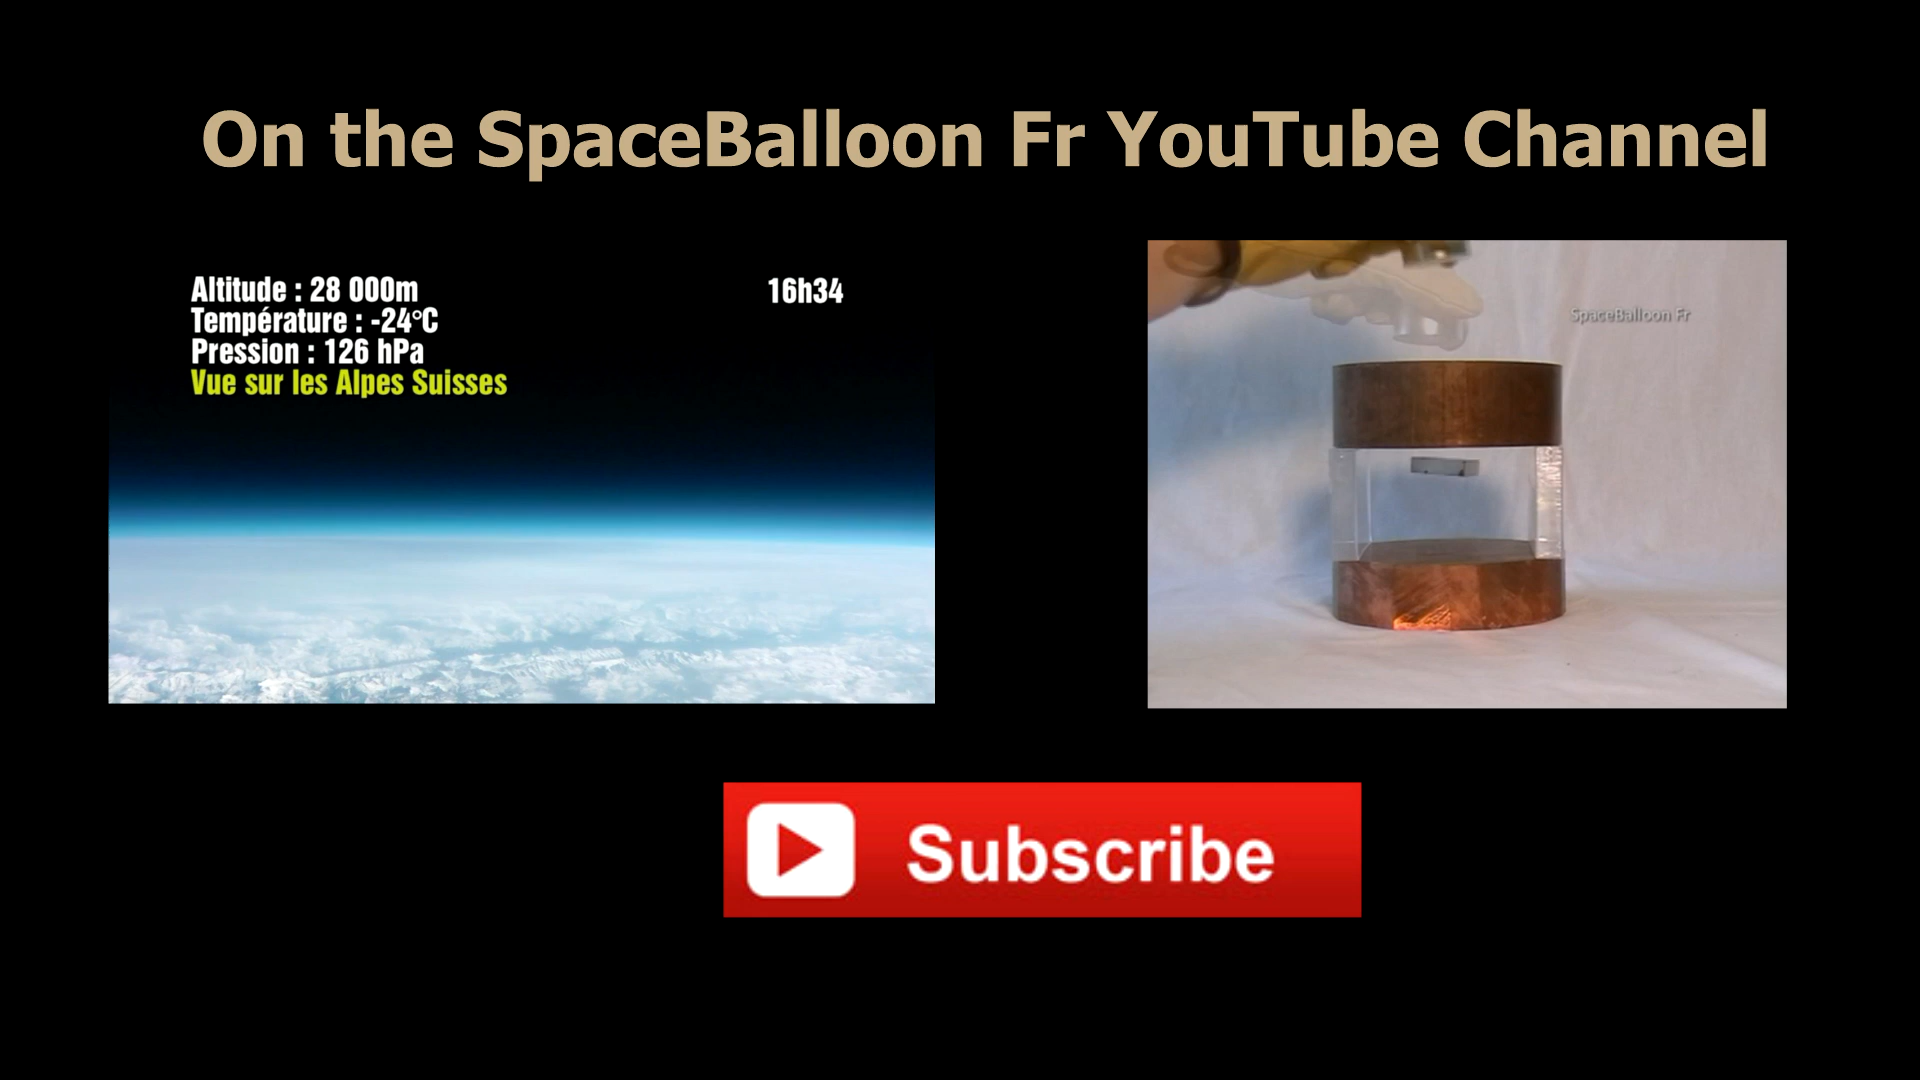 On the SpaceBalloon Fr YouTube Channel
Altitude : 28 000m
16h34
Température : -24°C
Pression : 126 hPa
Vue sur les Alpes Suisses
SpaceBalloon Fr
Subscribe